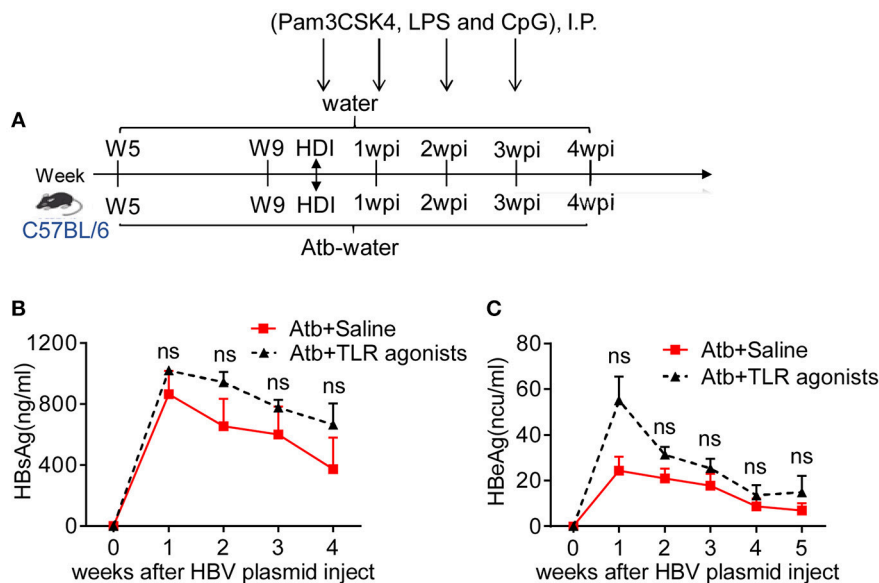 (Pam3CSK4, LPS and CpG), I.P.
water
A
W5 W9 HDI 1wpi 2wpi 3wpi 4wpi
Week
W5 W9 HDI 1wpi 2wpi 3wpi 4wpi
C57BL/6
Atb-water
B
Atb+Saline
Atb+TLR agonists
HBsAg(ng/ml)
1200
800
400
0
ns ns ns ns
0 1 2 3 4
weeks after HBV plasmid inject
C
Atb+Saline
Atb+TLR agonists
HBeAg(ncu/ml)
80
60
40
20
0
ns ns ns ns ns
0 1 2 3 4 5
weeks after HBV plasmid inject